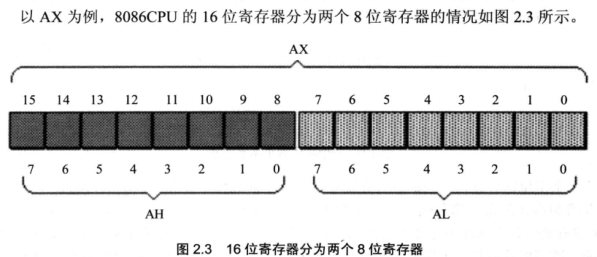 以 AX 为例，8086CPU 的 16 位寄存器分为两个 8 位寄存器的情况如图 2.3 所示。
AX
15 14 13 12 11 10 9 8 7 6 5 4 3 2 1 0
7 6 5 4 3 2 1 0 7 6 5 4 3 2 1 0
AH AL
图 2.3 16 位寄存器分为两个 8 位寄存器